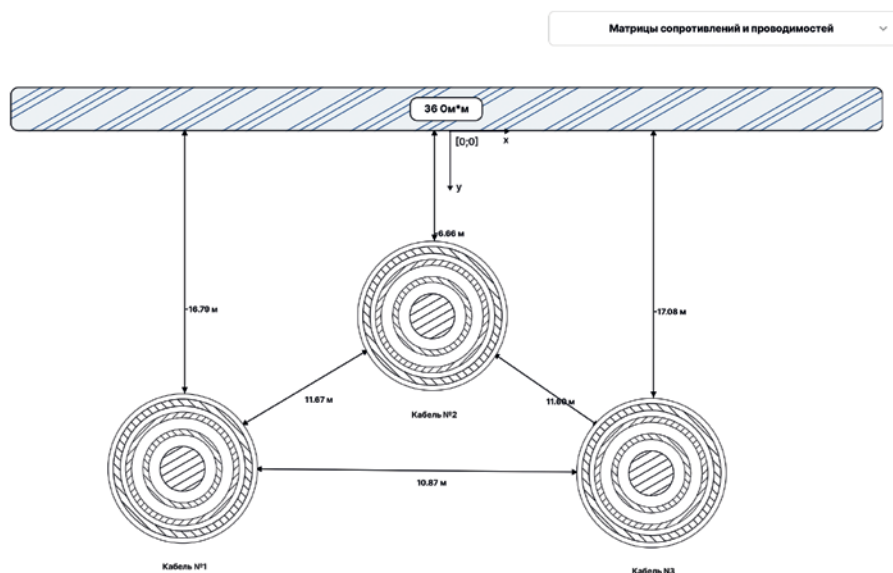 Матрицы сопротивлений и проводимостей
36 Ом*м
[0;0]
x
y
-6.66 м
-16.79 м
-17.08 м
11.67 м
11.60 м
Кабель №2
10.87 м
Кабель №1
Кабель N3